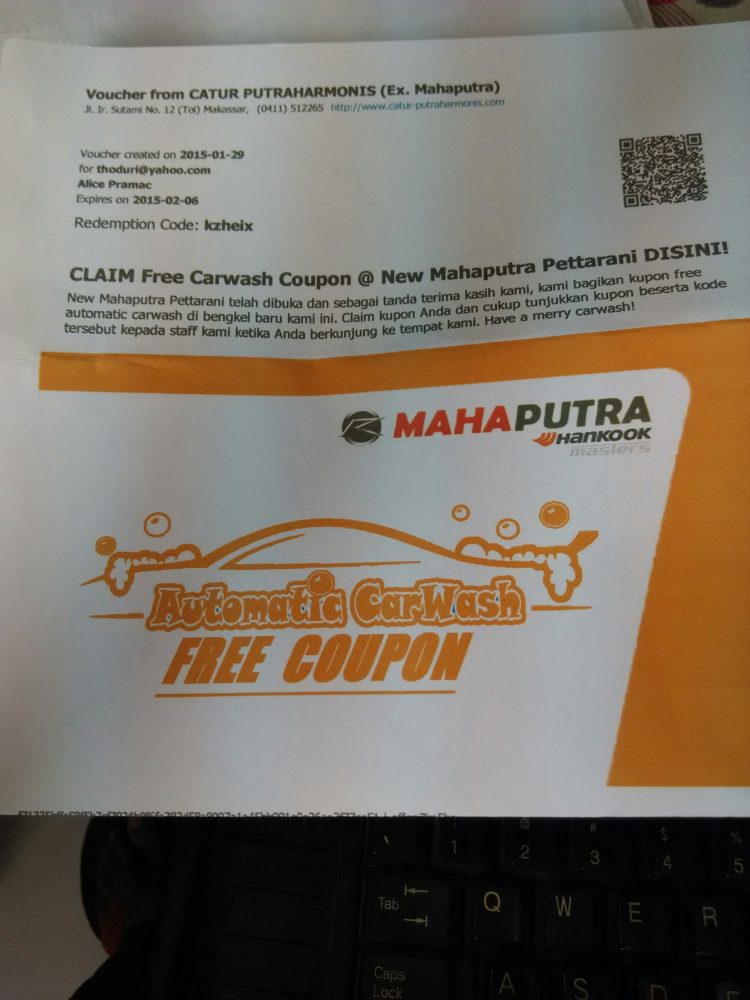 Voucher from CATUR PUTRAHARMONIS (Ex. Mahaputra)
Jl. Ir. Sutami No. 12 (Tol) Makassar, (0411) 512265 http://www.catur-putraharmonis.com
Voucher created on 2015-01-29
for thoduri@yahoo.com
Alice Pramac
Expires on 2015-02-06
Redemption Code: kzheix
CLAIM Free Carwash Coupon @ New Mahaputra Pettarani DISINI!
New Mahaputra Pettarani telah dibuka dan sebagai tanda terima kasih kami, kami bagikan kupon free
automatic carwash di bengkel baru kami ini. Claim kupon Anda dan cukup tunjukkan kupon beserta kode
tersebut kepada staff kami ketika Anda berkunjung ke tempat kami. Have a merry carwash!
MAHAPUTRA
HANKOOK
masters
Automatic CarWash
FREE COUPON
@ # $ %
` 1 2 3 4 5
Tab Q W E R
Caps
Lock A S D